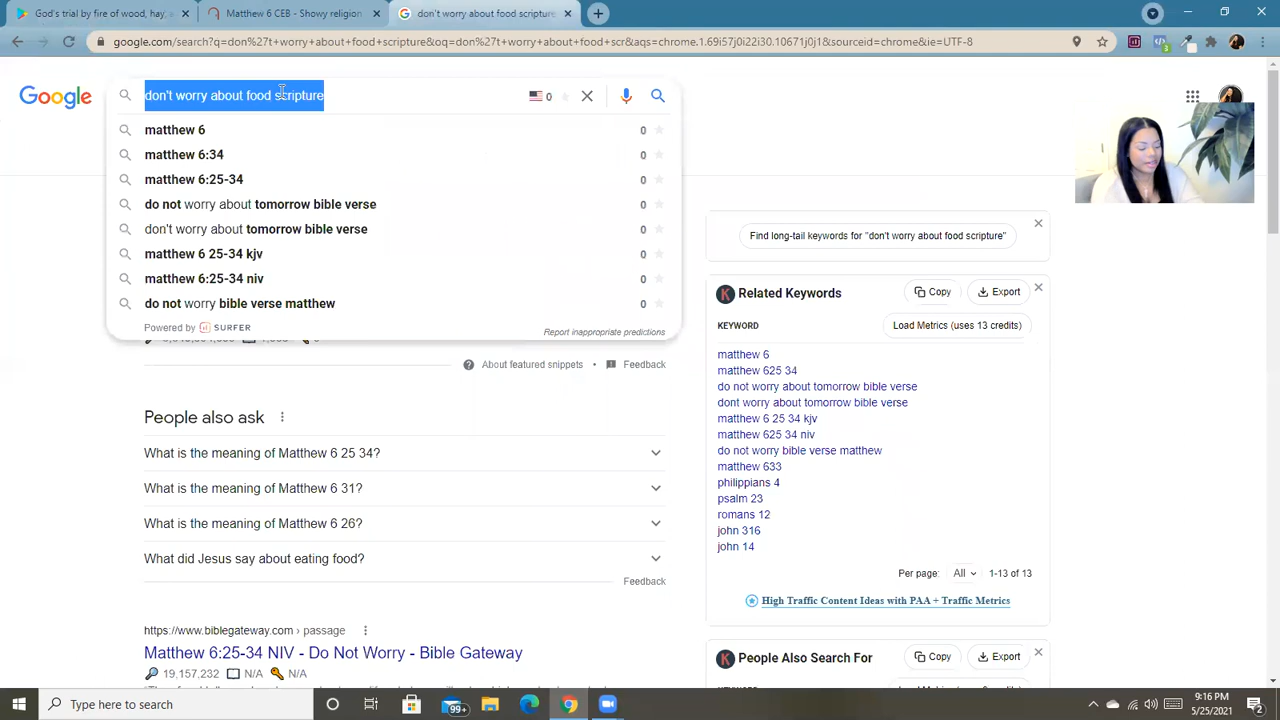 God's trial by fire of wood, hay, a
Matthew 6 CEB - Showy religion
don't worry about food scripture
google.com/search?q=don%27t+worry+about+food+scripture&oq=don%27t+worry+about+food+scr&aqs=chrome.1.69i57j0i22i30.10671j0j1&sourceid=chrome&ie=UTF-8
3
Google
don't worry about food scripture
0
matthew 6
0
matthew 6:34
0
matthew 6:25-34
0
do not worry about tomorrow bible verse
0
don't worry about tomorrow bible verse
0
matthew 6 25-34 kjv
0
matthew 6:25-34 niv
0
do not worry bible verse matthew
0
Powered by SURFER
Report inappropriate predictions
About featured snippets • Feedback
People also ask
What is the meaning of Matthew 6 25 34?
What is the meaning of Matthew 6 31?
What is the meaning of Matthew 6 26?
What did Jesus say about eating food?
Feedback
https://www.biblegateway.com › passage
Matthew 6:25-34 NIV - Do Not Worry - Bible Gateway
19,157,232 N/A N/A
Find long-tail keywords for "don't worry about food scripture"
K Related Keywords
Copy
Export
KEYWORD
Load Metrics (uses 13 credits)
matthew 6
matthew 625 34
do not worry about tomorrow bible verse
dont worry about tomorrow bible verse
matthew 6 25 34 kjv
matthew 625 34 niv
do not worry bible verse matthew
matthew 633
philippians 4
psalm 23
romans 12
john 316
john 14
Per page: All 1-13 of 13
High Traffic Content Ideas with PAA + Traffic Metrics
K People Also Search For
Copy
Export
Type here to search
99+
9:16 PM
5/25/2021
2